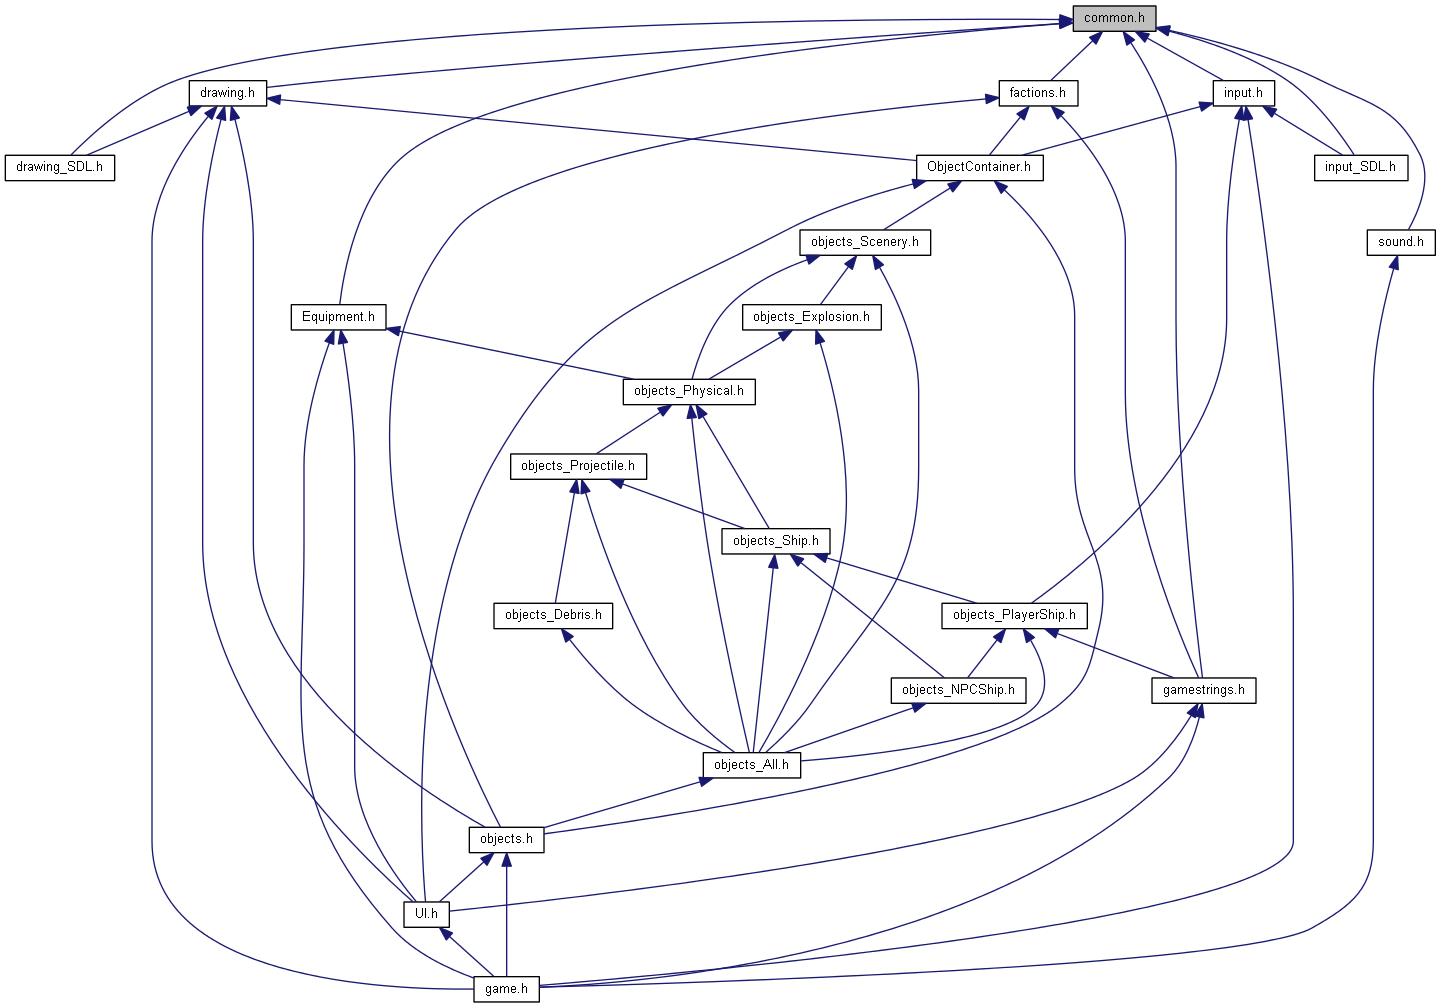 common.h
drawing.h
factions.h
input.h
drawing_SDL.h
ObjectContainer.h
input_SDL.h
objects_Scenery.h
sound.h
Equipment.h
objects_Explosion.h
objects_Physical.h
objects_Projectile.h
objects_Ship.h
objects_Debris.h
objects_PlayerShip.h
objects_NPCShip.h
gamestrings.h
objects_All.h
objects.h
UI.h
game.h